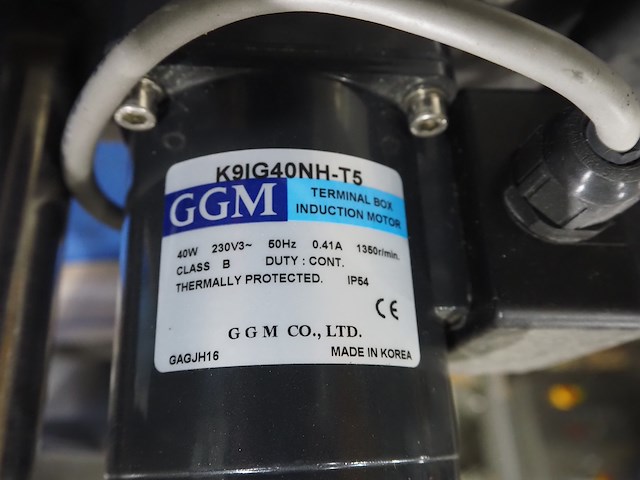 K9IG40NH-T5
GGM
TERMINAL BOX
INDUCTION MOTOR
40W 230V3~ 50Hz 0.41A 1350r/min.
CLASS B DUTY : CONT.
THERMALLY PROTECTED. IP54
CE
G G M CO., LTD.
GAGJH16 MADE IN KOREA